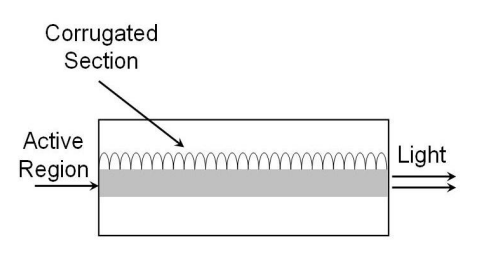 Corrugated
Section
Active
Region
Light